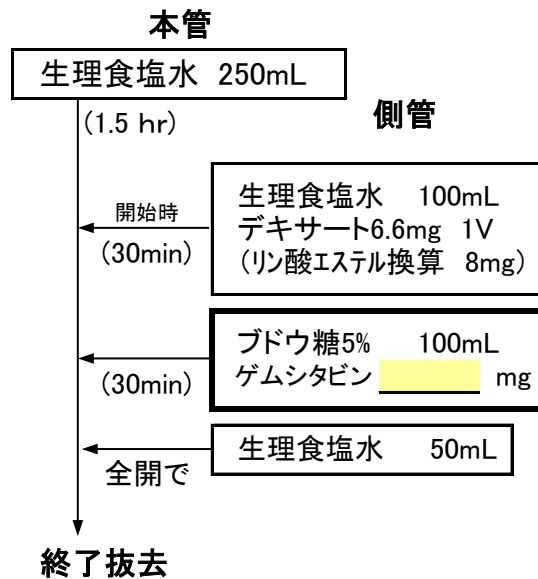 本管
生理食塩水 250mL
(1.5 hr)
側管
生理食塩水 100mL
デキサート6.6mg 1V
(リン酸エステル換算 8mg)
開始時
(30min)
ブドウ糖5% 100mL
ゲムシタビン mg
(30min)
生理食塩水 50mL
全開で
終了抜去